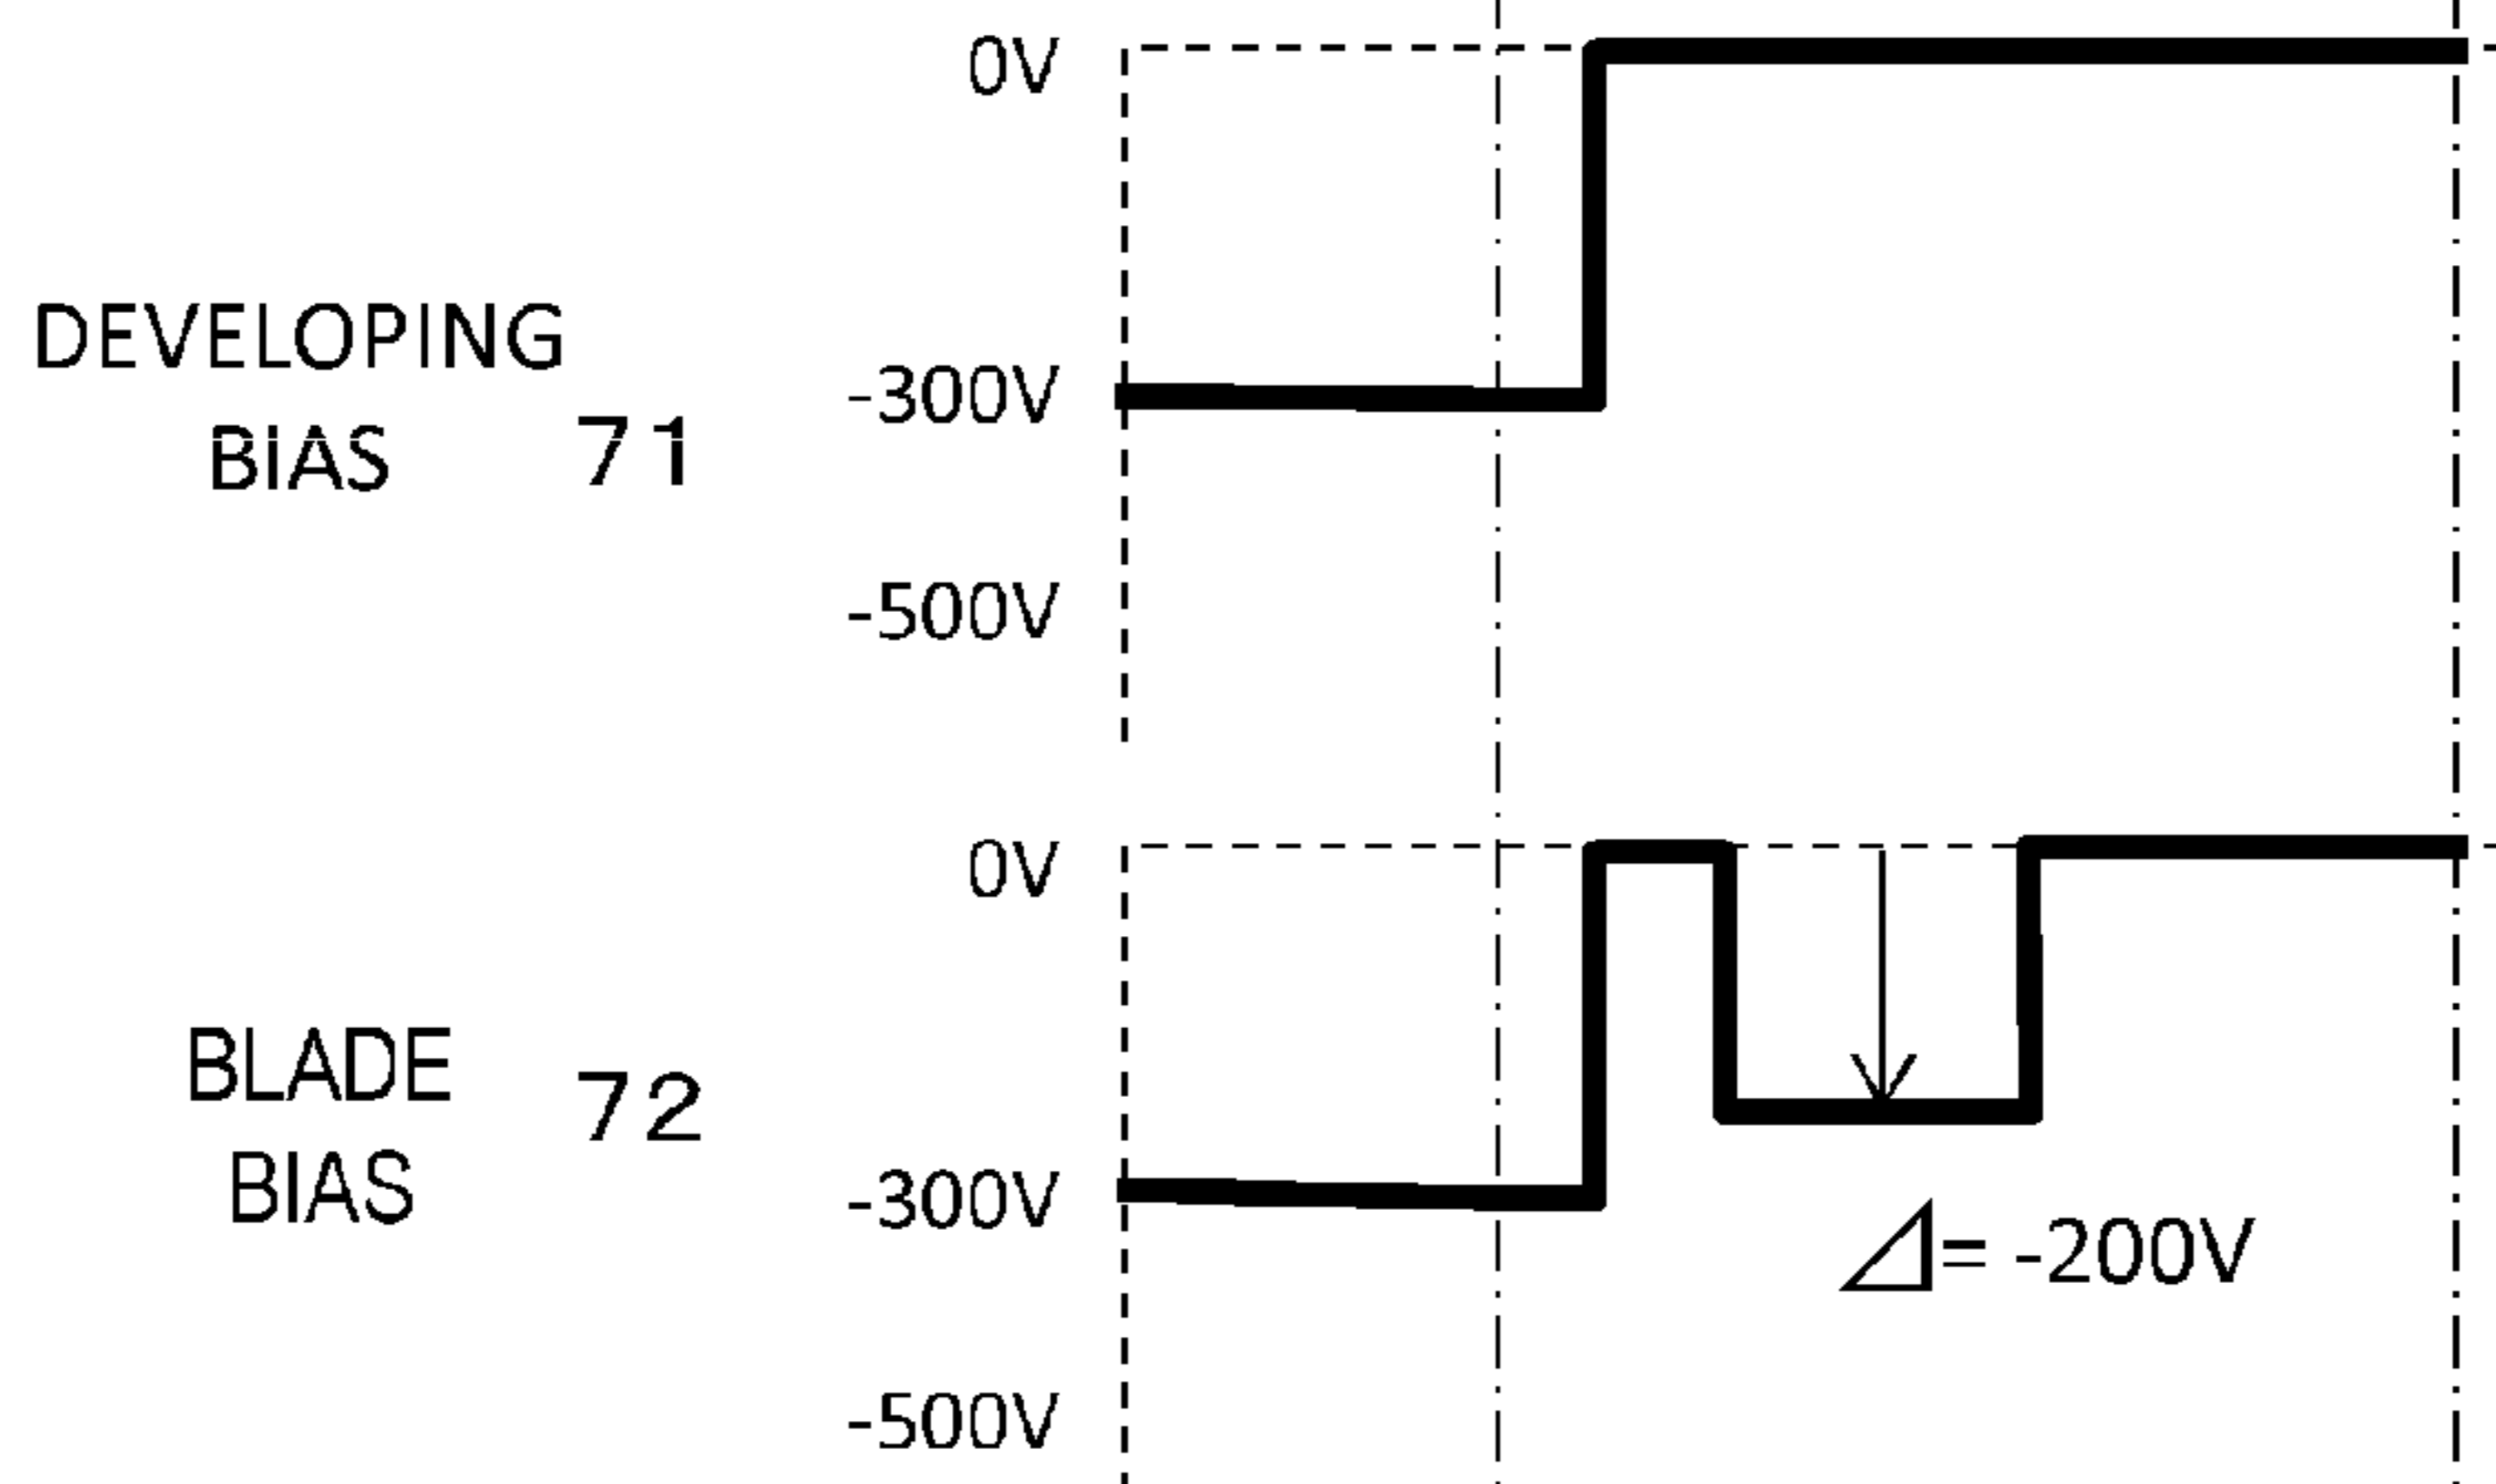 0V
DEVELOPING
-300V
BIAS 71
-500V
0V
BLADE
72
BIAS
-300V
⊿= -200V
-500V